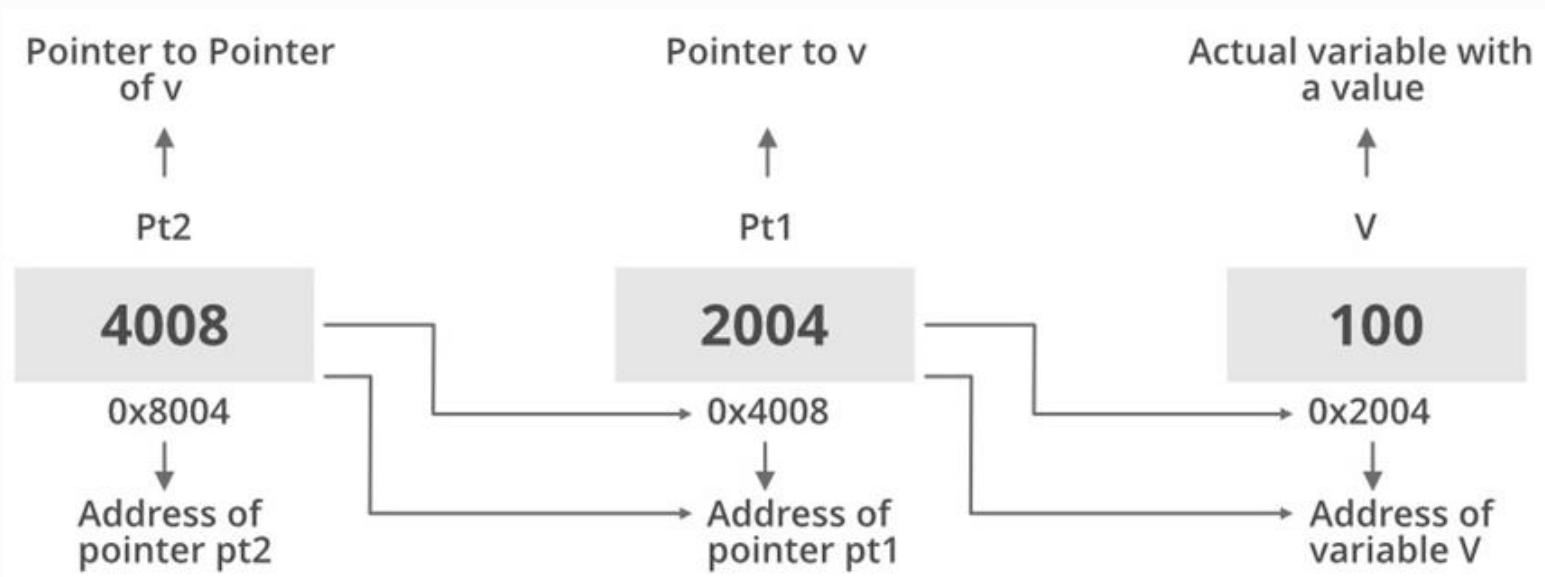 Pointer to Pointer
of v
Pointer to v
Actual variable with
a value
Pt2
Pt1
V
4008
2004
100
0x8004
0x4008
0x2004
Address of
pointer pt2
Address of
pointer pt1
Address of
variable V